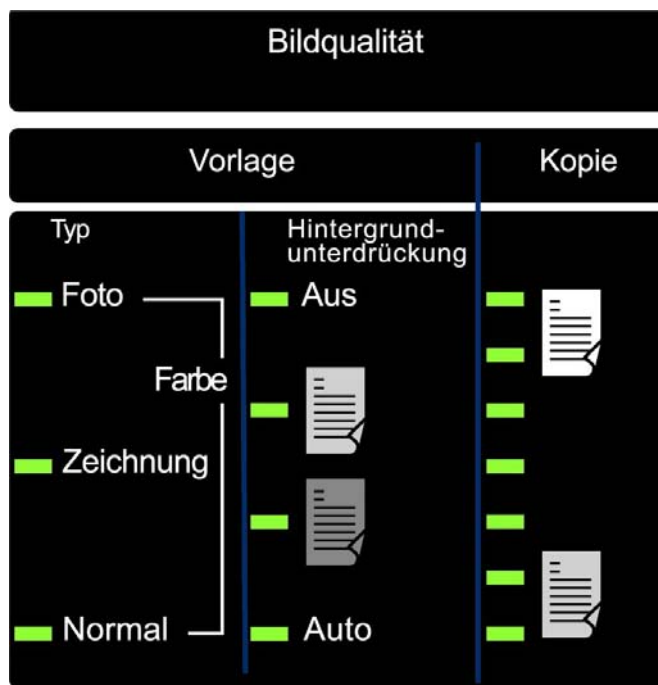 Bildqualität
Vorlage
Kopie
Typ
Hintergrund-
unterdrückung
Foto
Aus
Farbe
Zeichnung
Normal
Auto